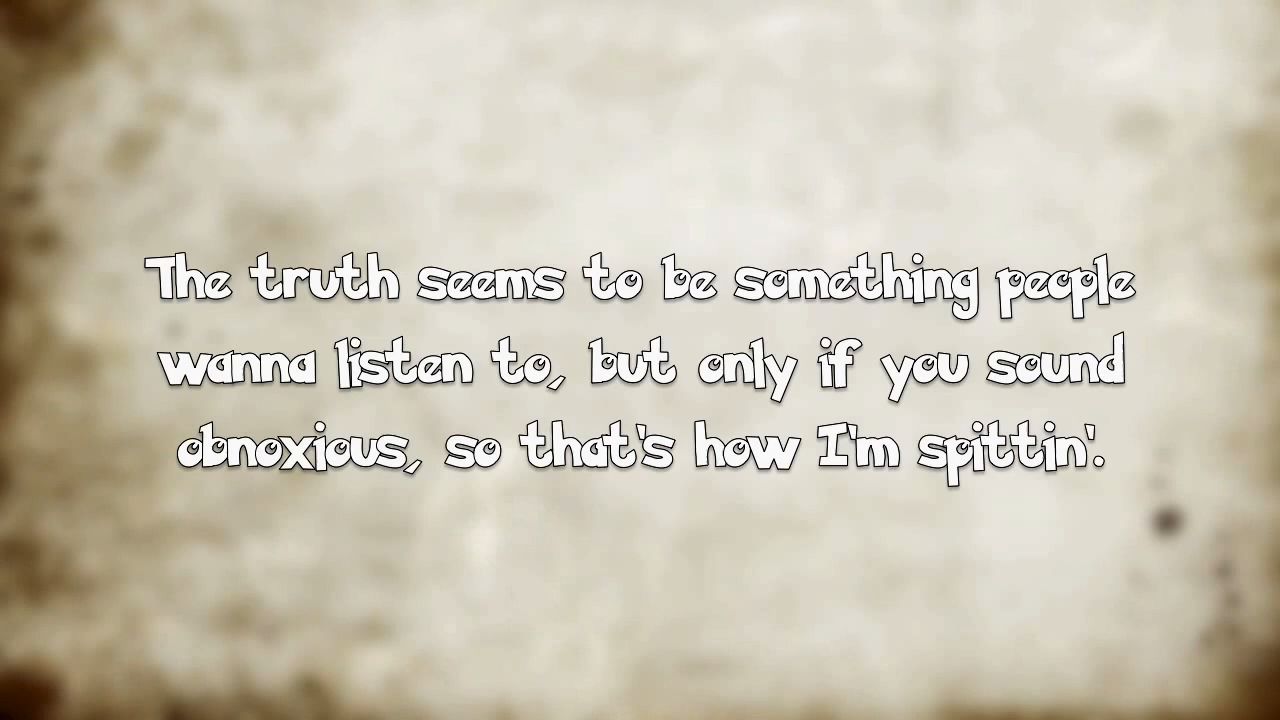 The truth seems to be something people
wanna listen to, but only if you sound
obnoxious, so that's how I'm spittin'.